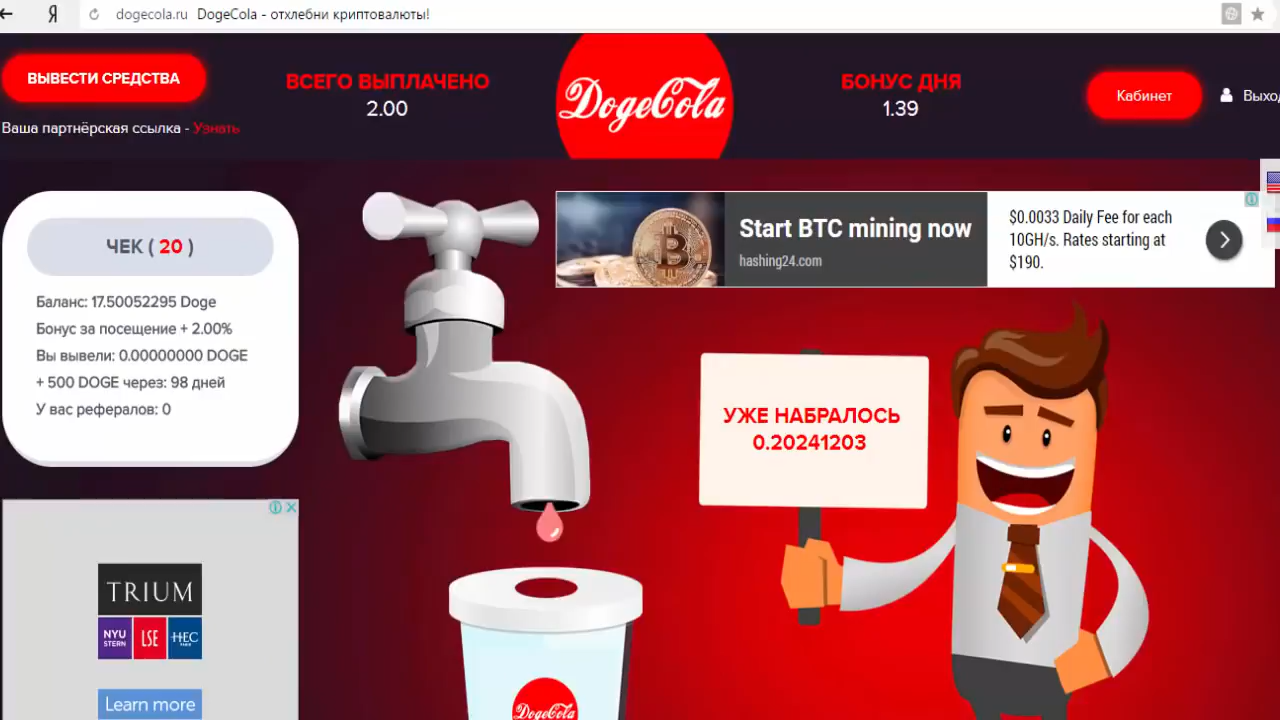 Я
dogecola.ru DogeCola - отхлебни криптовалюты!
ВЫВЕСТИ СРЕДСТВА
Ваша партнёрская ссылка - Узнать
ВСЕГО ВЫПЛАЧЕНО
2.00
DogeCola
БОНУС ДНЯ
1.39
Кабинет
Выхо
ЧЕК ( 20 )
Баланс: 17.50052295 Doge
Бонус за посещение + 2.00%
Вы вывели: 0.00000000 DOGE
+ 500 DOGE через: 98 дней
У вас рефералов: 0
Start BTC mining now
hashing24.com
$0.0033 Daily Fee for each
10GH/s. Rates starting at
$190.
УЖЕ НАБРАЛОСЬ
0.20241203
TRIUM
NYU
STERN
LSE
HEC
PARIS
Learn more
DogeCola